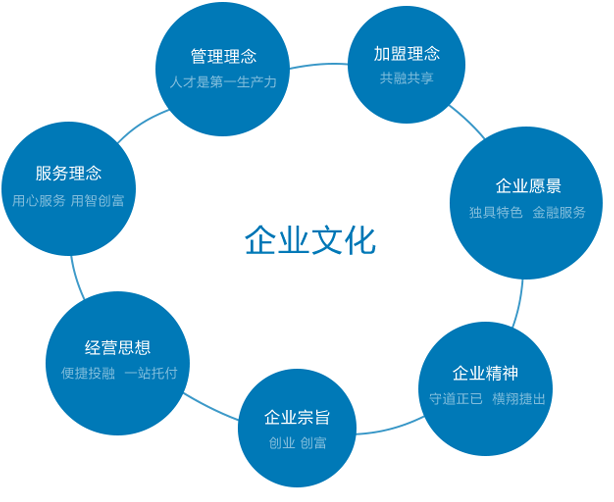 管理理念
人才是第一生产力
加盟理念
共融共享
服务理念
用心服务 用智创富
企业愿景
独具特色 金融服务
企业文化
经营思想
便捷投融 一站托付
企业精神
守道正已 横翔捷出
企业宗旨
创业 创富